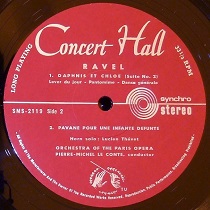 LONG PLAYING
Concert Hall
33⅓ RPM
RAVEL
1. DAPHNIS ET CHLOE (Suite No. 2)
Lever du jour - Pantomime - Danse générale
SMS-2119 Side 2
synchro
stereo
2. PAVANE POUR UNE INFANTE DEFUNTE
Horn solo: Lucien Thévet
ORCHESTRA OF THE PARIS OPERA
PIERRE-MICHEL LE CONTE, conductor